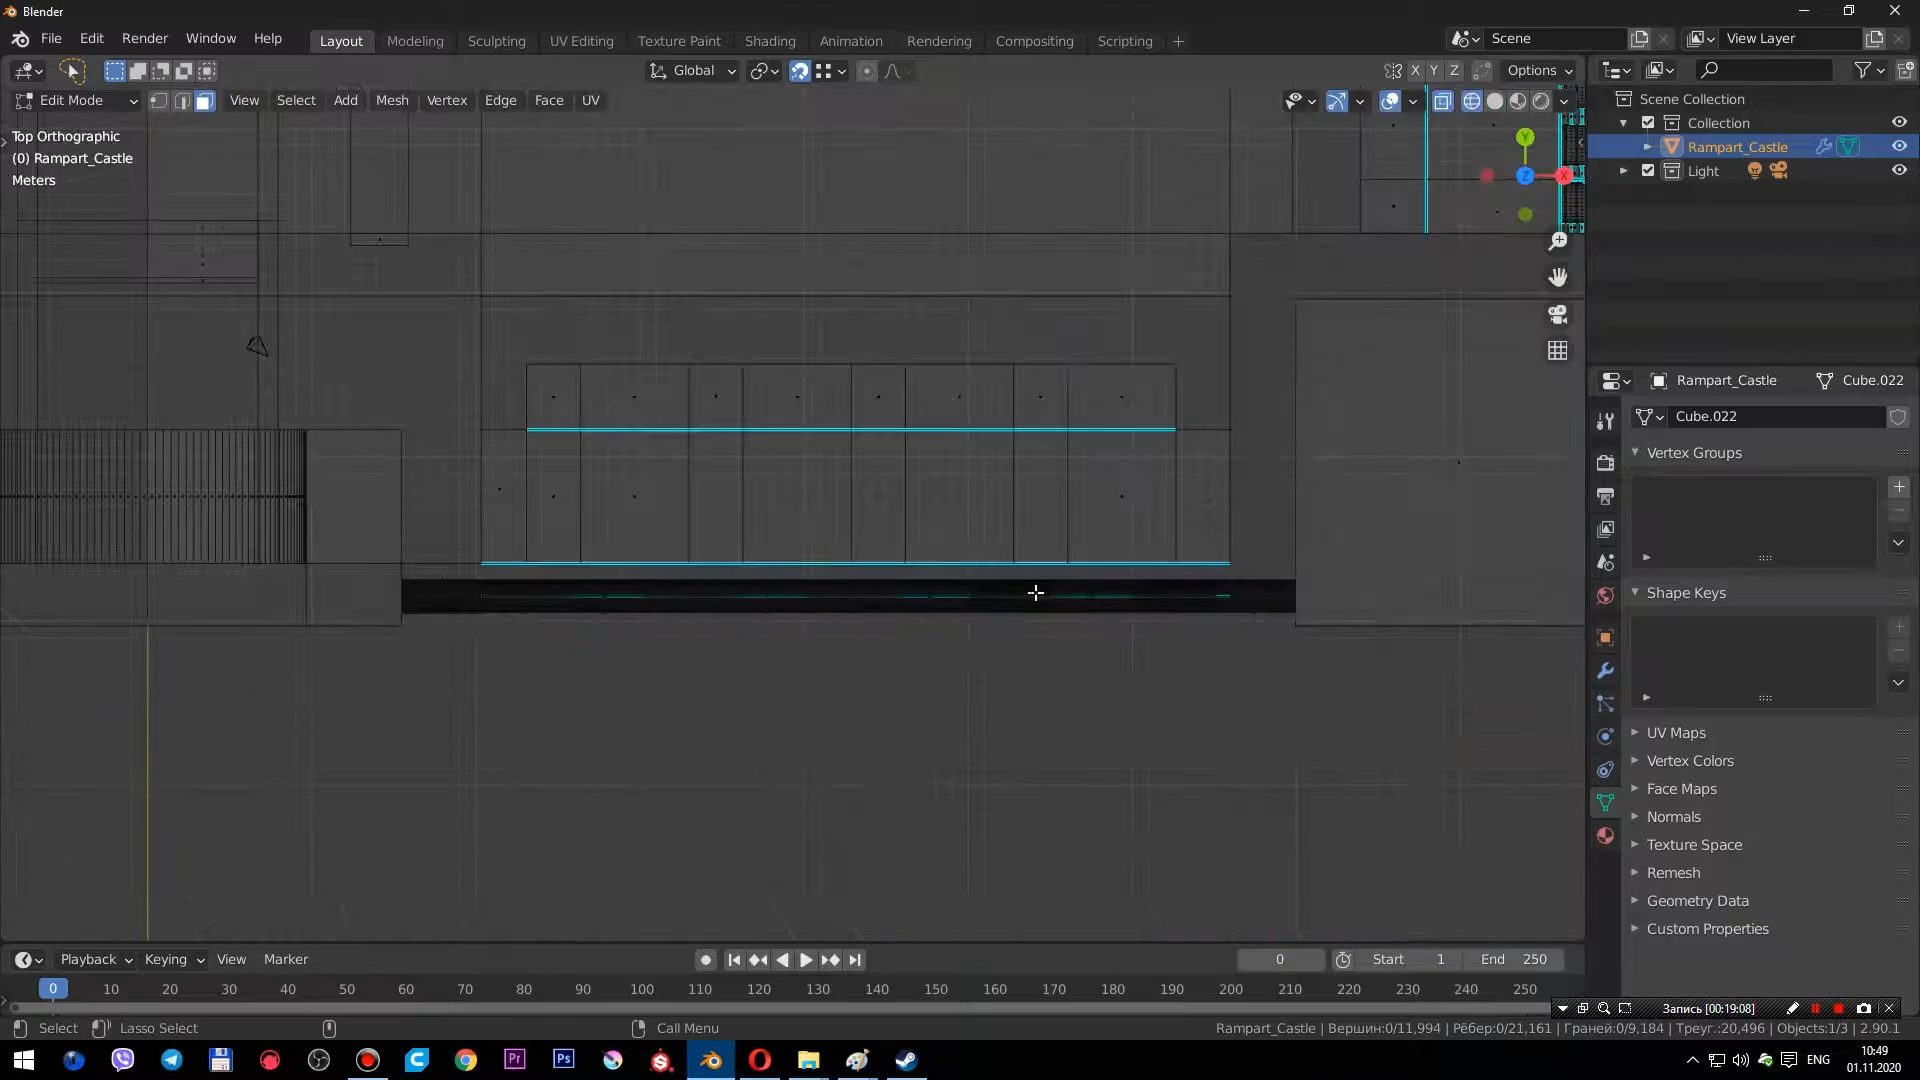 Blender
File Edit Render Window Help
Layout Modeling Sculpting UV Editing Texture Paint Shading Animation Rendering Compositing Scripting +
Scene
View Layer
Global
X Y Z Options
Edit Mode View Select Add Mesh Vertex Edge Face UV
Top Orthographic
(0) Rampart_Castle
Meters
Y
Z
X
Scene Collection
Collection
Rampart_Castle
Light
Rampart_Castle Cube.022
Cube.022
Vertex Groups
Shape Keys
UV Maps
Vertex Colors
Face Maps
Normals
Texture Space
Remesh
Geometry Data
Custom Properties
Playback Keying View Marker
0 Start 1 End 250
0 10 20 30 40 50 60 70 80 90 100 110 120 130 140 150 160 170 180 190 200 210 220 230 240 250
Запись [00:19:08]
Select Lasso Select Call Menu
Rampart_Castle | Вершин:0/11,994 | Рёбер:0/21,161 | Граней:0/9,184 | Треуг.:20,496 | Objects:1/3 | 2.90.1
Pr Ps
ENG
10:49
01.11.2020